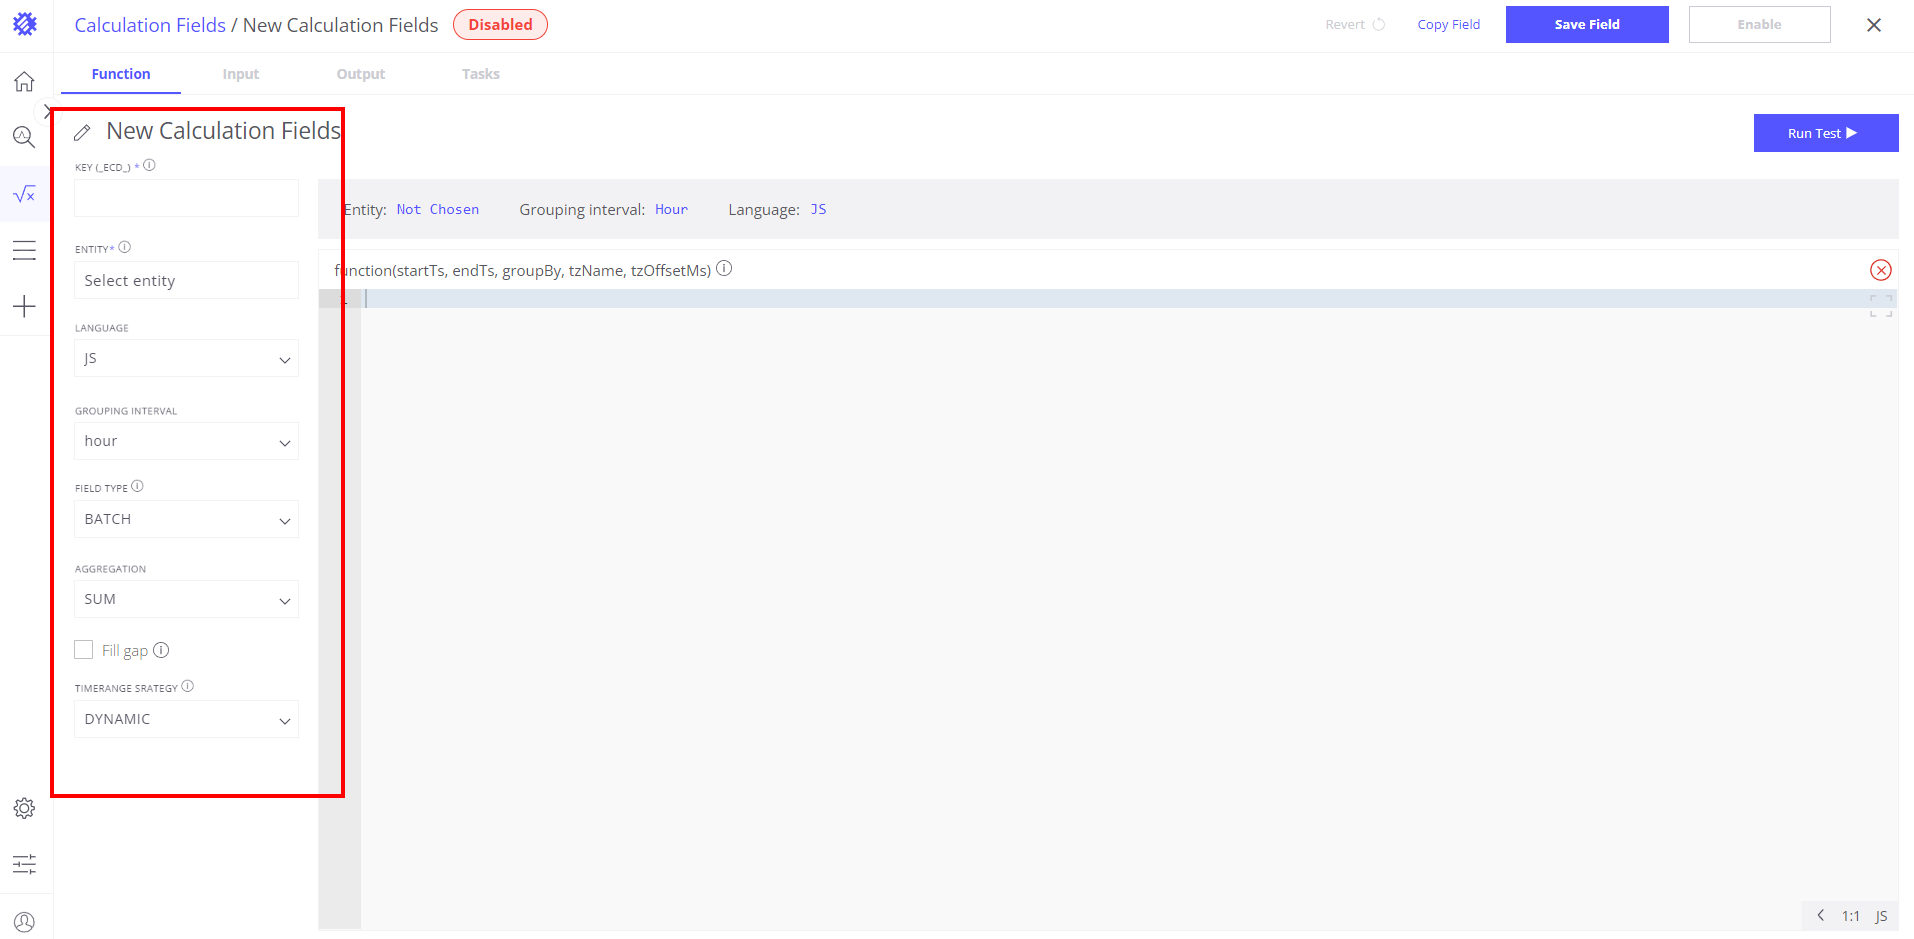 Calculation Fields / New Calculation Fields Disabled Revert Copy Field Save Field Enable
Function Input Output Tasks
New Calculation Fields
Run Test
KEY (_ECD_) *
Entity: Not Chosen Grouping interval: Hour Language: JS
ENTITY*
Select entity
function(startTs, endTs, groupBy, tzName, tzOffsetMs)
1
LANGUAGE
JS
GROUPING INTERVAL
hour
FIELD TYPE
BATCH
AGGREGATION
SUM
Fill gap
TIMERANGE SRATEGY
DYNAMIC
1:1 JS